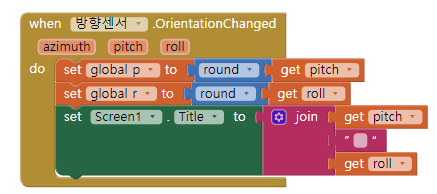 when 방향센서 .OrientationChanged
azimuth pitch roll
do set global p to round get pitch
set global r to round get roll
set Screen1 . Title to join get pitch
" "
get roll